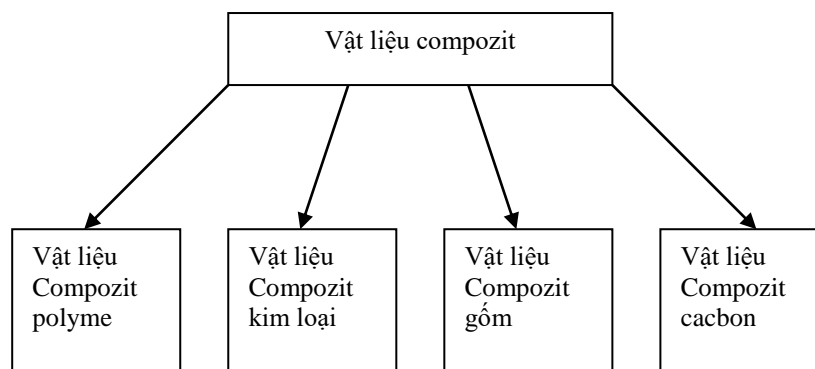 Vật liệu compozit
Vật liệu
Compozit
polyme
Vật liệu
Compozit
kim loại
Vật liệu
Compozit
gốm
Vật liệu
Compozit
cacbon